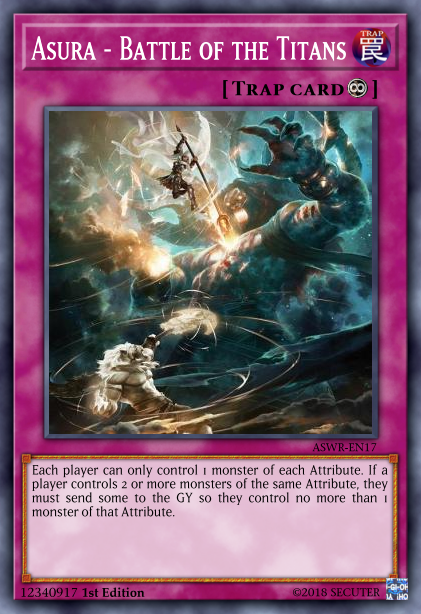 Asura - Battle of the Titans
TRAP
罠
[TRAP CARD ]
ASWR-EN17
Each player can only control 1 monster of each Attribute. If a
player controls 2 or more monsters of the same Attribute, they
must send some to the GY so they control no more than 1
monster of that Attribute.
12340917 1st Edition
©2018 SECUTER